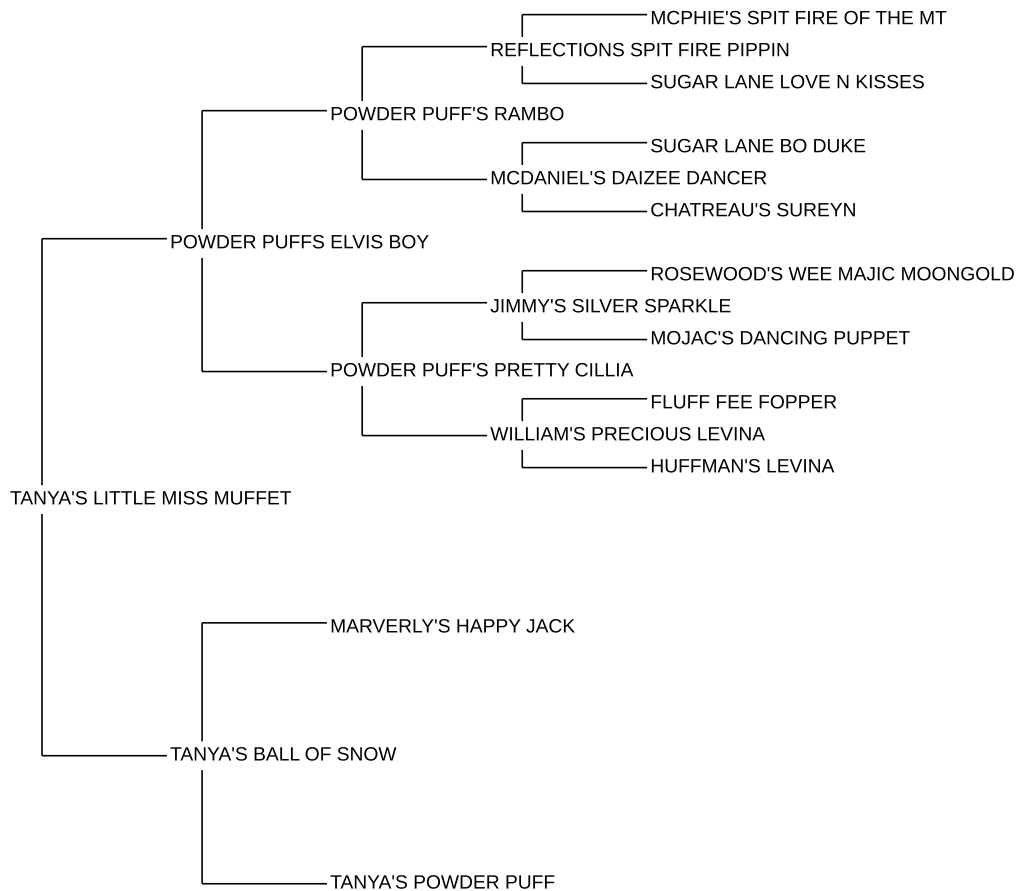 MCPHIE'S SPIT FIRE OF THE MT
REFLECTIONS SPIT FIRE PIPPIN
SUGAR LANE LOVE N KISSES
POWDER PUFF'S RAMBO
SUGAR LANE BO DUKE
MCDANIEL'S DAIZEE DANCER
CHATREAU'S SUREYN
POWDER PUFFS ELVIS BOY
ROSEWOOD'S WEE MAJIC MOONGOLD
JIMMY'S SILVER SPARKLE
MOJAC'S DANCING PUPPET
POWDER PUFF'S PRETTY CILLIA
FLUFF FEE FOPPER
WILLIAM'S PRECIOUS LEVINA
HUFFMAN'S LEVINA
TANYA'S LITTLE MISS MUFFET
MARVERLY'S HAPPY JACK
TANYA'S BALL OF SNOW
TANYA'S POWDER PUFF